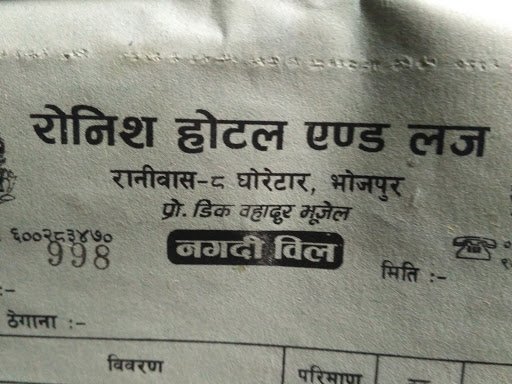 रोनिश होटल एण्ड लज
रानीवास-८ घोरेटार, भोजपुर
प्रो. डिक वहादुर भूजेल
६००२८३४७०
998
नगदी विल
मिति :-
ठेगाना :-
विवरण
परिमाण